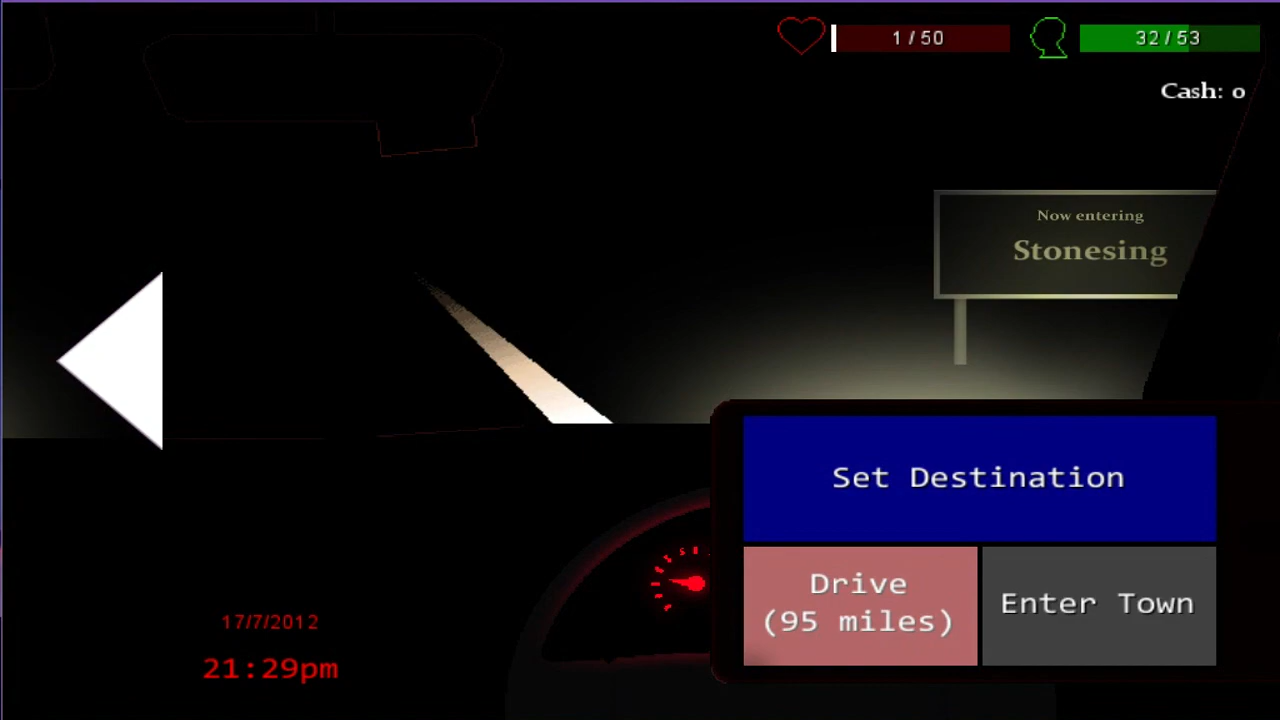 1 / 50
32 / 53
Cash: 0
Now entering
Stonesing
Set Destination
Drive
(95 miles)
Enter Town
17/7/2012
21:29pm